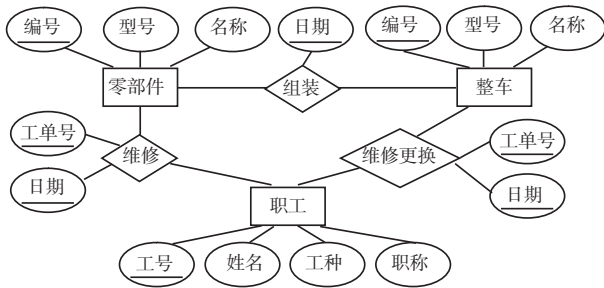 编号
型号
名称
日期
编号
型号
名称
零部件
组装
整车
工单号
维修
维修更换
工单号
日期
日期
职工
工号
姓名
工种
职称